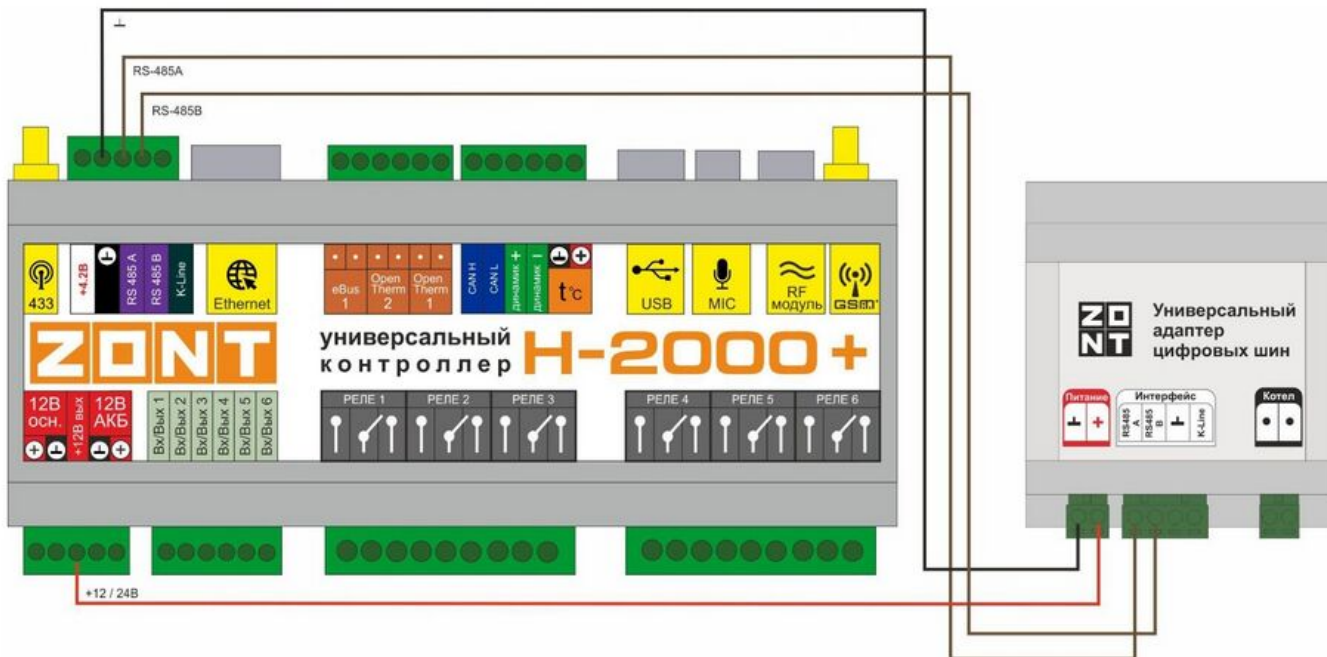 ⊥
RS-485A
RS-485B
433
+4.2В
RS 485 A
RS 485 B
K-Line
Ethernet
eBus
1
Open
Therm
2
Open
Therm
1
CAN H
CAN L
динамик +
динамик –
t°c
USB
MIC
RF
модуль
GSM
ZONT
универсальный
контроллер
H-2000+
12В
осн.
+12В вых
12В
АКБ
Вх/Вых 1
Вх/Вых 2
Вх/Вых 3
Вх/Вых 4
Вх/Вых 5
Вх/Вых 6
РЕЛЕ 1
РЕЛЕ 2
РЕЛЕ 3
РЕЛЕ 4
РЕЛЕ 5
РЕЛЕ 6
+12 / 24В
ZO
NT
Универсальный
адаптер
цифровых шин
Питание
Интерфейс
Котел
RS485
A
RS485
B
K-Line